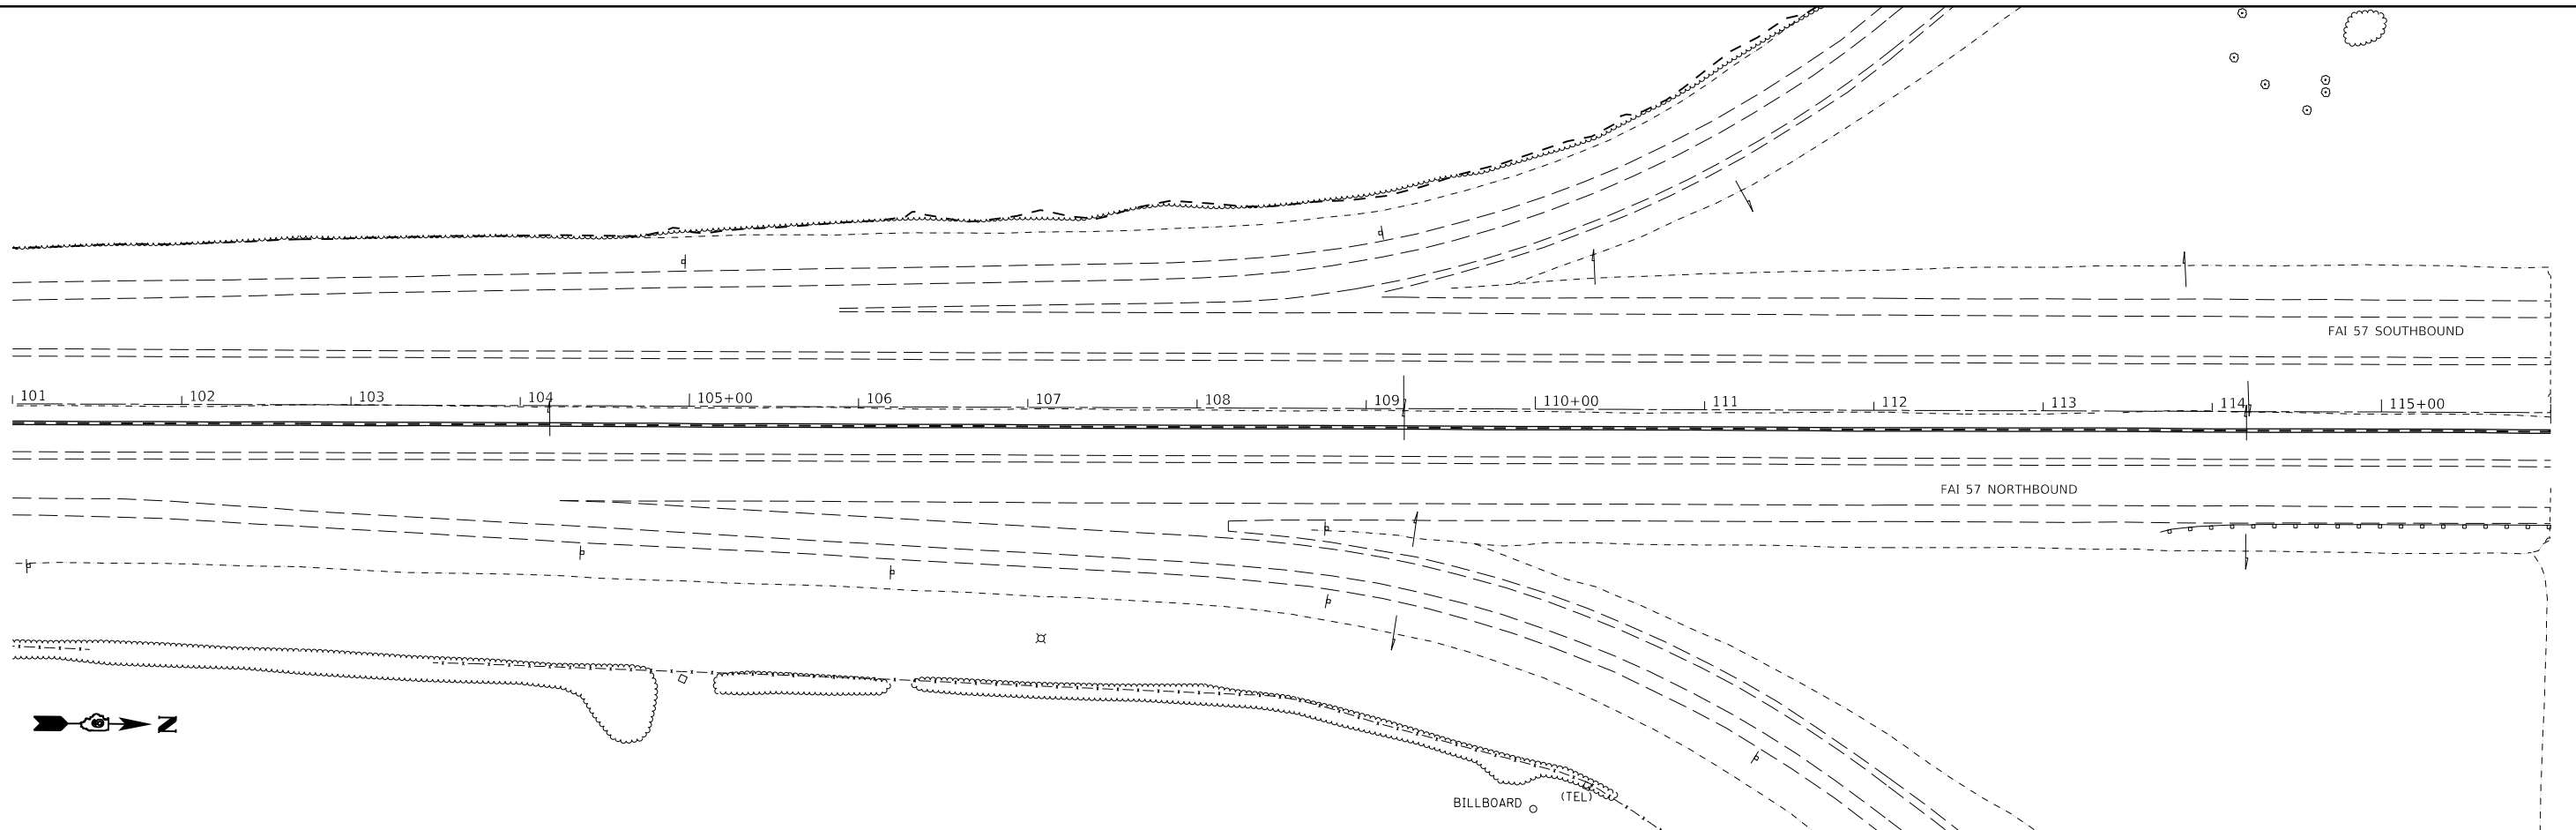 FAI 57 SOUTHBOUND
101 102 103 104 105+00 106 107 108 109 110+00 111 112 113 114 115+00
FAI 57 NORTHBOUND
N
BILLBOARD (TEL)